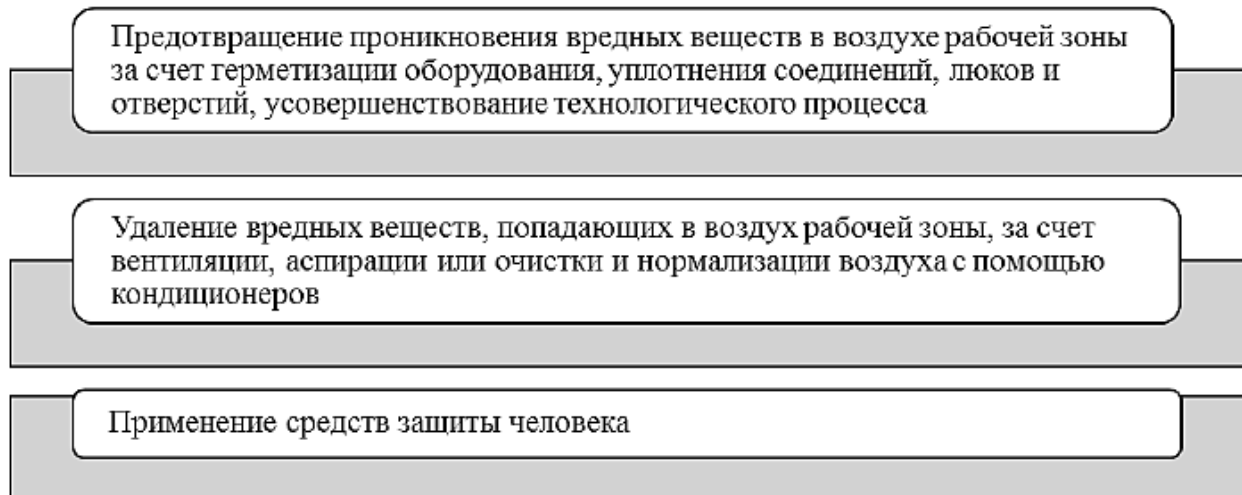 Предотвращение проникновения вредных веществ в воздухе рабочей зоны
за счет герметизации оборудования, уплотнения соединений, люков и
отверстий, усовершенствование технологического процесса
Удаление вредных веществ, попадающих в воздух рабочей зоны, за счет
вентиляции, аспирации или очистки и нормализации воздуха с помощью
кондиционеров
Применение средств защиты человека